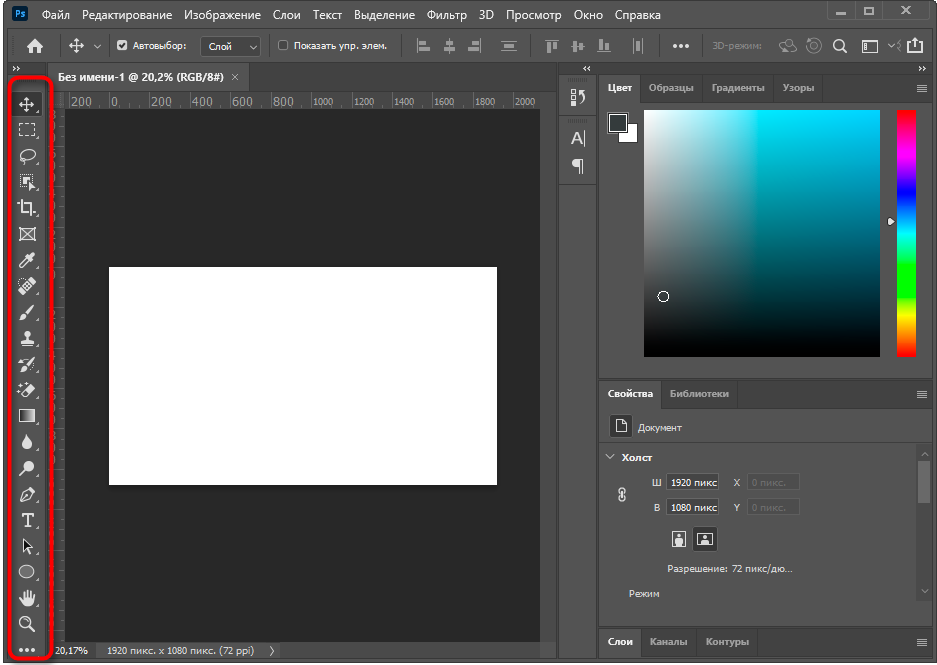 Ps Файл Редактирование Изображение Слои Текст Выделение Фильтр 3D Просмотр Окно Справка
Автовыбор: Слой Показать упр. элем. 3D-режим:
Без имени-1 @ 20,2% (RGB/8#) ×
200 0 200 400 600 800 1000 1200 1400 1600 1800 2000
Цвет Образцы Градиенты Узоры
Свойства Библиотеки
Документ
Холст
Ш 1920 пикс X 0 пикс.
В 1080 пикс Y 0 пикс.
Разрешение: 72 пикс/дю...
Режим
Слои Каналы Контуры
20,17% 1920 пикс. x 1080 пикс. (72 ppi)